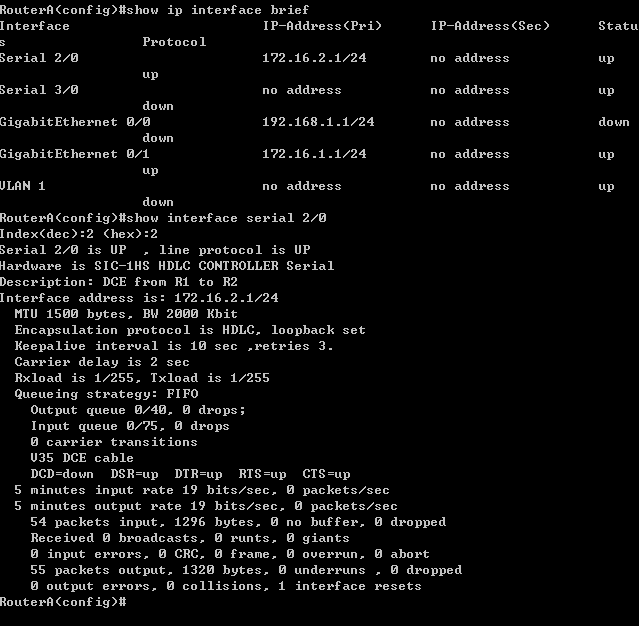 RouterA(config)#show ip interface brief
Interface IP-Address(Pri) IP-Address(Sec) Statu
s Protocol
Serial 2/0 172.16.2.1/24 no address up
up
Serial 3/0 no address no address up
down
GigabitEthernet 0/0 192.168.1.1/24 no address down
down
GigabitEthernet 0/1 172.16.1.1/24 no address up
up
VLAN 1 no address no address up
down
RouterA(config)#show interface serial 2/0
Index(dec):2 (hex):2
Serial 2/0 is UP , line protocol is UP
Hardware is SIC-1HS HDLC CONTROLLER Serial
Description: DCE from R1 to R2
Interface address is: 172.16.2.1/24
MTU 1500 bytes, BW 2000 Kbit
Encapsulation protocol is HDLC, loopback set
Keepalive interval is 10 sec ,retries 3.
Carrier delay is 2 sec
Rxload is 1/255, Txload is 1/255
Queueing strategy: FIFO
Output queue 0/40, 0 drops;
Input queue 0/75, 0 drops
0 carrier transitions
V35 DCE cable
DCD=down DSR=up DTR=up RTS=up CTS=up
5 minutes input rate 19 bits/sec, 0 packets/sec
5 minutes output rate 19 bits/sec, 0 packets/sec
54 packets input, 1296 bytes, 0 no buffer, 0 dropped
Received 0 broadcasts, 0 runts, 0 giants
0 input errors, 0 CRC, 0 frame, 0 overrun, 0 abort
55 packets output, 1320 bytes, 0 underruns , 0 dropped
0 output errors, 0 collisions, 1 interface resets
RouterA(config)#